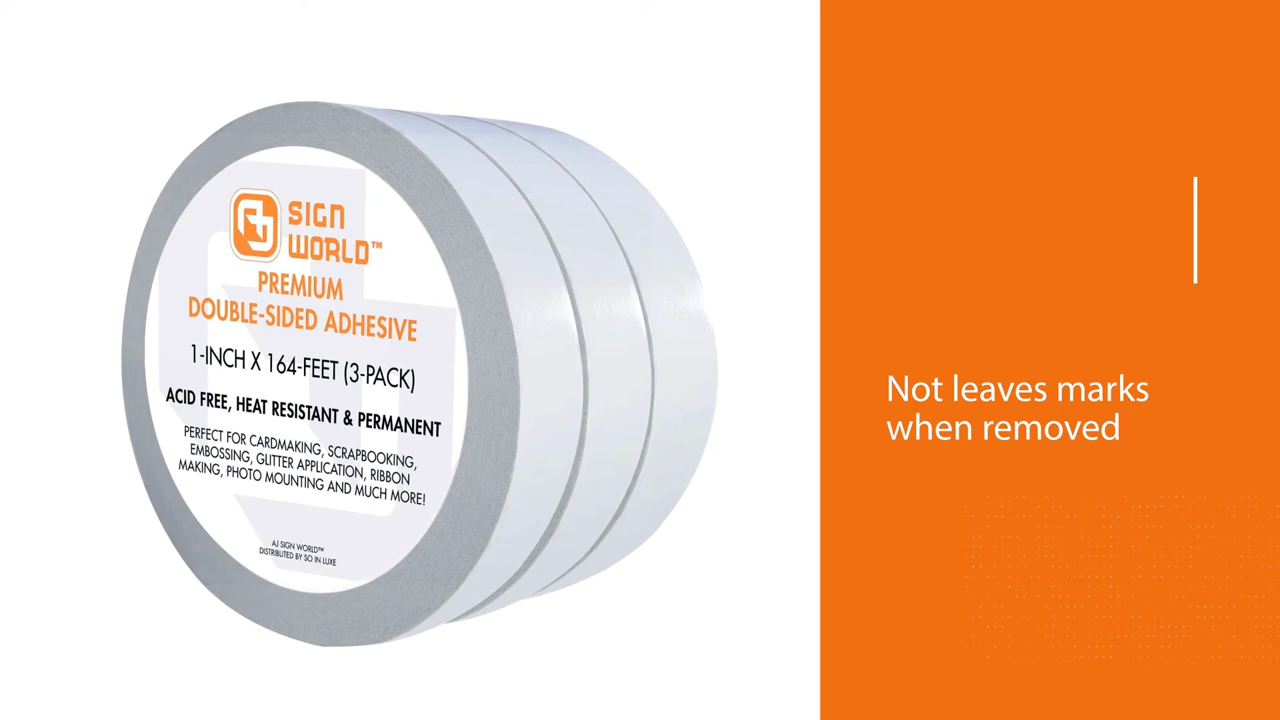 SIGN
WORLD™
PREMIUM
DOUBLE-SIDED ADHESIVE
1-INCH X 164-FEET (3-PACK)
ACID FREE, HEAT RESISTANT & PERMANENT
PERFECT FOR CARDMAKING, SCRAPBOOKING,
EMBOSSING, GLITTER APPLICATION, RIBBON
MAKING, PHOTO MOUNTING AND MUCH MORE!
AJ SIGN WORLD™
DISTRIBUTED BY SO IN LUXE
Not leaves marks
when removed